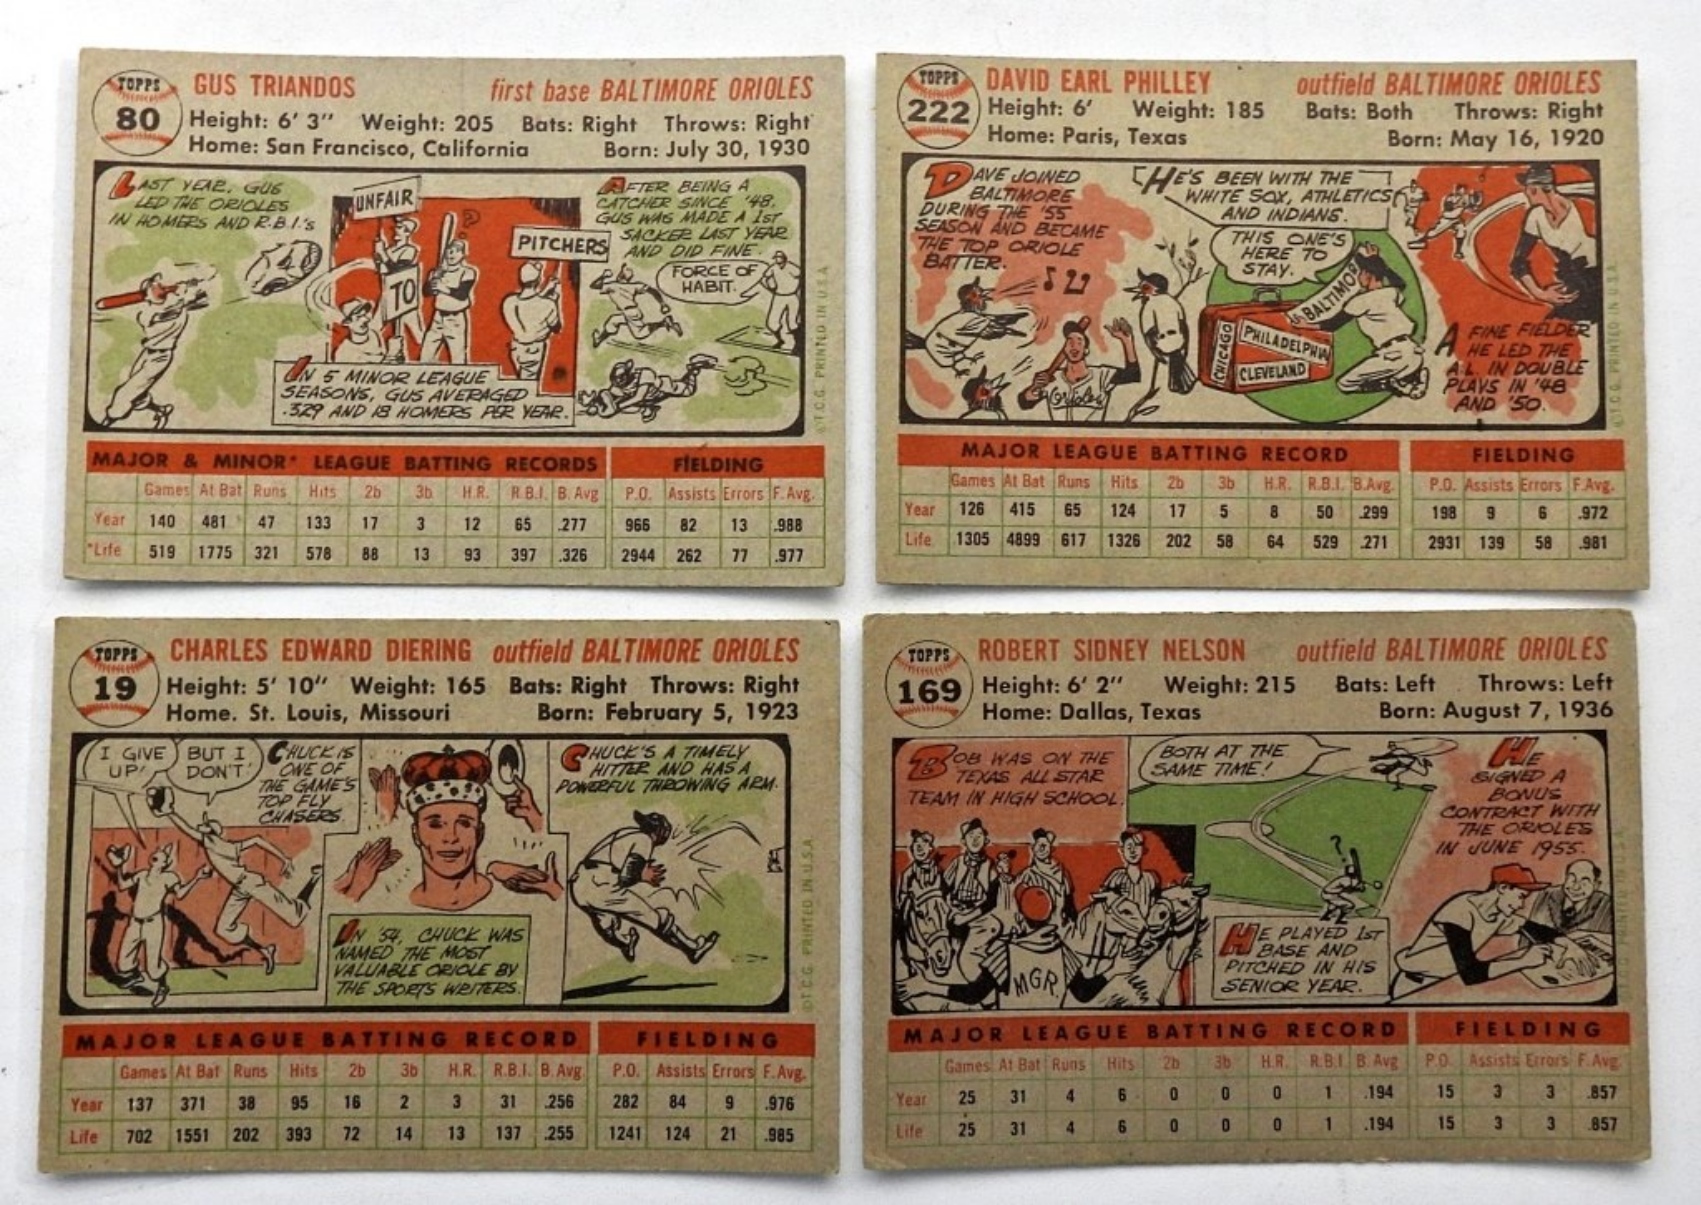 TOPPS
80
GUS TRIANDOS first base BALTIMORE ORIOLES
Height: 6' 3" Weight: 205 Bats: Right Throws: Right
Home: San Francisco, California Born: July 30, 1930
LAST YEAR, GUS
LED THE ORIOLES
IN HOMERS AND R.B.I.'s
UNFAIR
TO
PITCHERS
?
IN 5 MINOR LEAGUE
SEASONS, GUS AVERAGED
.329 AND 18 HOMERS PER YEAR.
AFTER BEING A
CATCHER SINCE '48,
GUS WAS MADE A 1ST
SACKER LAST YEAR
AND DID FINE.
FORCE OF
HABIT.
©T.C.G. PRINTED IN U.S.A.
MAJOR & MINOR* LEAGUE BATTING RECORDS FIELDING
Games At Bat Runs Hits 2b 3b H.R. R.B.I. B. Avg P.O. Assists Errors F. Avg.
Year 140 481 47 133 17 3 12 65 .277 966 82 13 .988
*Life 519 1775 321 578 88 13 93 397 .326 2944 262 77 .977
TOPPS
222
DAVID EARL PHILLEY outfield BALTIMORE ORIOLES
Height: 6' Weight: 185 Bats: Both Throws: Right
Home: Paris, Texas Born: May 16, 1920
DAVE JOINED
BALTIMORE
DURING THE '55
SEASON AND BECAME
THE TOP ORIOLE
BATTER.
Orioles
HE'S BEEN WITH THE
WHITE SOX, ATHLETICS
AND INDIANS.
THIS ONE'S
HERE TO
STAY.
BALTIMORE
CHICAGO
PHILADELPHIA
CLEVELAND
A FINE FIELDER
HE LED THE
A.L. IN DOUBLE
PLAYS IN '48
AND '50.
©T.C.G. PRINTED IN U.S.A.
MAJOR LEAGUE BATTING RECORD FIELDING
Games At Bat Runs Hits 2b 3b H.R. R.B.I. B.Avg. P.O. Assists Errors F.Avg.
Year 126 415 65 124 17 5 8 50 .299 198 9 6 .972
Life 1305 4899 617 1326 202 58 64 529 .271 2931 139 58 .981
TOPPS
19
CHARLES EDWARD DIERING outfield BALTIMORE ORIOLES
Height: 5' 10" Weight: 165 Bats: Right Throws: Right
Home. St. Louis, Missouri Born: February 5, 1923
I GIVE
UP!
BUT I
DON'T!
CHUCK IS
ONE OF
THE GAME'S
TOP FLY
CHASERS.
IN '54, CHUCK WAS
NAMED THE MOST
VALUABLE ORIOLE BY
THE SPORTS WRITERS.
CHUCK'S A TIMELY
HITTER AND HAS A
POWERFUL THROWING ARM.
©T.C.G. PRINTED IN U.S.A.
MAJOR LEAGUE BATTING RECORD FIELDING
Games At Bat Runs Hits 2b 3b H.R. R.B.I. B. Avg P.O. Assists Errors F. Avg.
Year 137 371 38 95 16 2 3 31 .256 282 84 9 .976
Life 702 1551 202 393 72 14 13 137 .255 1241 124 21 .985
TOPPS
169
ROBERT SIDNEY NELSON outfield BALTIMORE ORIOLES
Height: 6' 2" Weight: 215 Bats: Left Throws: Left
Home: Dallas, Texas Born: August 7, 1936
BOB WAS ON THE
TEXAS ALL STAR
TEAM IN HIGH SCHOOL.
MGR.
BOTH AT THE
SAME TIME!
?
HE PLAYED 1ST
BASE AND
PITCHED IN HIS
SENIOR YEAR.
HE
SIGNED A
BONUS
CONTRACT WITH
THE ORIOLES
IN JUNE 1955.
MAJOR LEAGUE BATTING RECORD FIELDING
Games At Bat Runs Hits 2b 3b H.R. R.B.I. B. Avg P.O. Assists Errors F. Avg.
Year 25 31 4 6 0 0 0 1 .194 15 3 3 .857
Life 25 31 4 6 0 0 0 1 .194 15 3 3 .857